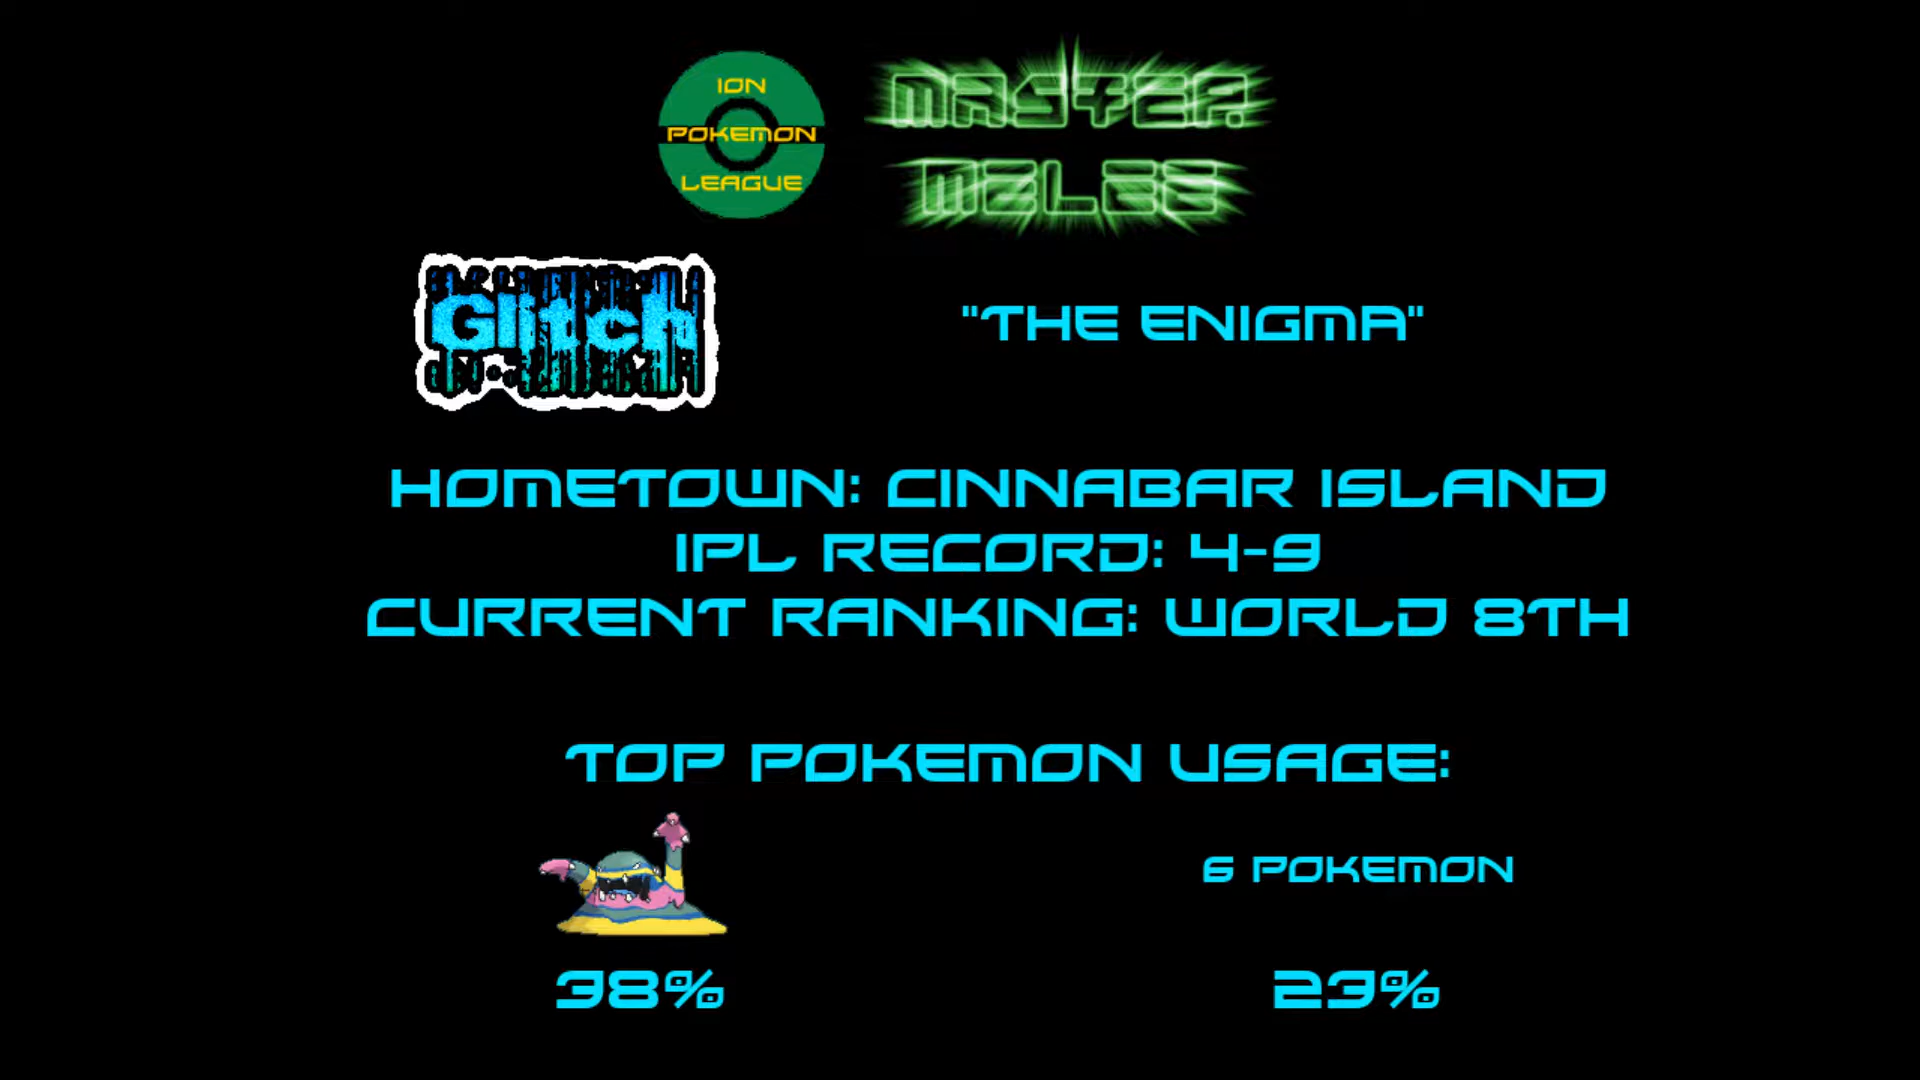 ION
POKEMON
LEAGUE
MASTER
MELEE
Glitch
"THE ENIGMA"
HOMETOWN: CINNABAR ISLAND
IPL RECORD: 4-9
CURRENT RANKING: WORLD 8TH
TOP POKEMON USAGE:
6 POKEMON
38%
23%